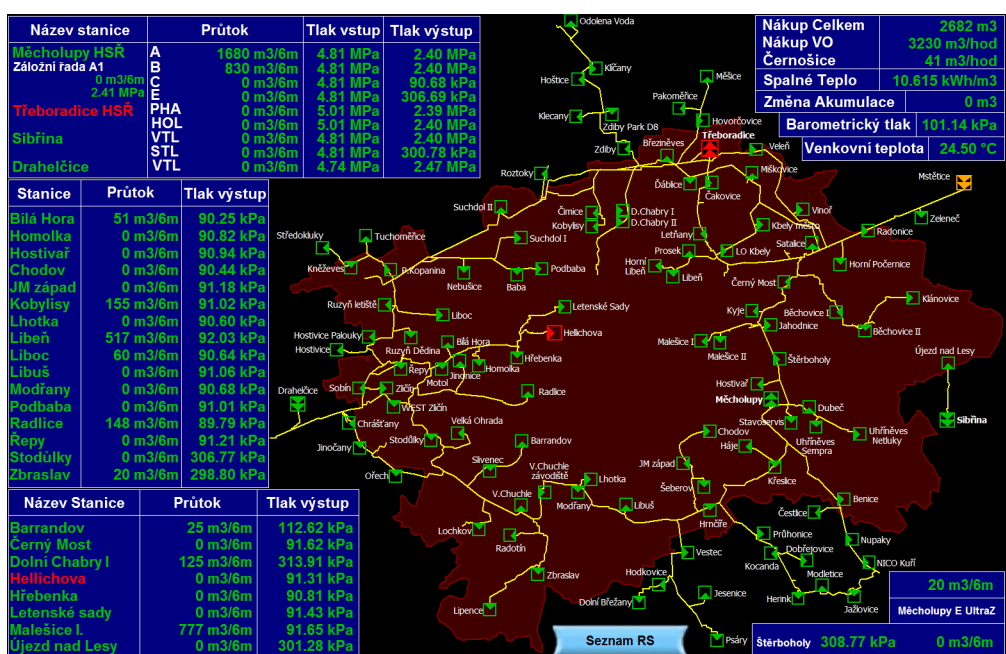 Název stanice Průtok Tlak vstup Tlak výstup
Měcholupy HSŘ A 1680 m3/6m 4.81 MPa 2.40 MPa
Záložní řada A1 B 830 m3/6m 4.81 MPa 2.40 MPa
0 m3/6m C 0 m3/6m 4.81 MPa 90.68 kPa
2.41 MPa E 0 m3/6m 4.81 MPa 306.69 kPa
Třeboradice HSŘ PHA 0 m3/6m 5.01 MPa 2.39 MPa
HOL 0 m3/6m 5.01 MPa 2.40 MPa
Sibřina VTL 0 m3/6m 4.81 MPa 2.40 MPa
STL 0 m3/6m 4.81 MPa 300.78 kPa
Drahelčice VTL 0 m3/6m 4.74 MPa 2.47 MPa
Stanice Průtok Tlak výstup
Bílá Hora 51 m3/6m 90.25 kPa
Homolka 0 m3/6m 90.82 kPa
Hostivař 0 m3/6m 90.94 kPa
Chodov 0 m3/6m 90.44 kPa
JM západ 0 m3/6m 91.18 kPa
Kobylisy 155 m3/6m 91.02 kPa
Lhotka 0 m3/6m 90.60 kPa
Libeň 517 m3/6m 92.03 kPa
Liboc 60 m3/6m 90.64 kPa
Libuš 0 m3/6m 91.06 kPa
Modřany 0 m3/6m 90.68 kPa
Podbaba 0 m3/6m 91.01 kPa
Radlice 148 m3/6m 89.79 kPa
Řepy 0 m3/6m 91.21 kPa
Stodůlky 0 m3/6m 306.77 kPa
Zbraslav 20 m3/6m 298.80 kPa
Název Stanice Průtok Tlak výstup
Barrandov 25 m3/6m 112.62 kPa
Černý Most 0 m3/6m 91.62 kPa
Dolní Chabry I 125 m3/6m 313.91 kPa
Hellichova 0 m3/6m 91.31 kPa
Hřebenka 0 m3/6m 90.81 kPa
Letenské sady 0 m3/6m 91.43 kPa
Malešice I. 777 m3/6m 91.65 kPa
Újezd nad Lesy 0 m3/6m 301.28 kPa
Nákup Celkem 2682 m3
Nákup VO 3230 m3/hod
Černošice 41 m3/hod
Spalné Teplo 10.615 kWh/m3
Změna Akumulace 0 m3
Barometrický tlak 101.14 kPa
Venkovní teplota 24.50 °C
Odolena Voda
Klíčany
Hoštice
Měšice
Pakoměřice
Klecany
Zdiby Park D8
Hovorčovice
Třeboradice
Březiněves
Zdiby
Veleň
Miškovice
Roztoky
Ďáblice
Čakovice
Mstětice
Suchdol II
Čimice
D.Chabry I
D.Chabry II
Kobylisy
Vinoř
Zeleneč
Kbely město
Letňany
Radonice
Středokluky
Tuchoměřice
Suchdol I
Prosek
LO Kbely
Satalice
Kněževes
P.Kopanina
Nebušice
Baba
Podbaba
Horní
Libeň
Libeň
Horní Počernice
Černý Most
Ruzyň letiště
Liboc
Letenské Sady
Kyje
Běchovice I
Klánovice
Hostivice Palouky
Hellichova
Jahodnice
Běchovice II
Hostivice
Ruzyň Dědina
Bílá Hora
Malešice I
Malešice II
Hřebenka
Štěrboholy
Újezd nad Lesy
Řepy
Motol
Jinonice
Homolka
Sobín
Zličín
Radlice
Hostivař
Drahelčice
WEST Zličín
Měcholupy
Dubeč
Chrášťany
Velká Ohrada
Stavoservis
Sibřina
Stodůlky
Barrandov
Chodov
Uhříněves
Sempra
Uhříněves
Netluky
Jinočany
Háje
Slivenec
JM západ
Ořech
V.Chuchle
závodiště
Lhotka
Křeslice
Šeberov
V.Chuchle
Modřany
Libuš
Benice
Hrnčíře
Čestlice
Lochkov
Radotín
Průhonice
Nupaky
Vestec
Dobřejovice
Kocanda
NICO Kuří
Zbraslav
Hodkovice
Modletice
Lipence
Dolní Břežany
Jesenice
Herink
Jažlovice
Psáry
Seznam RS
20 m3/6m
Měcholupy E UltraZ
Štěrboholy 308.77 kPa 0 m3/6m